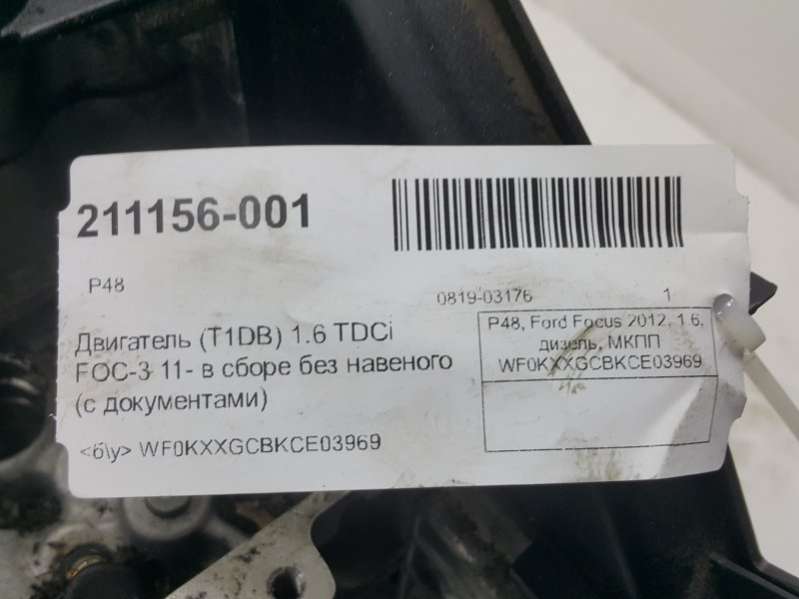 211156-001
P48
0819-03176 1
Двигатель (T1DB) 1.6 TDCi
FOC-3 11- в сборе без навеного
(с документами)
<б\у> WF0KXXGCBKCE03969
P48, Ford Focus 2012, 1.6,
дизель, МКПП
WF0KXXGCBKCE03969